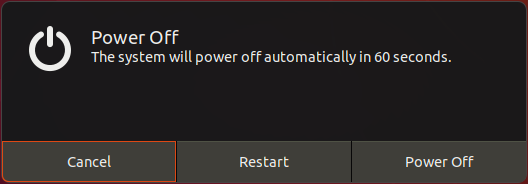 Power Off
The system will power off automatically in 60 seconds.
Cancel
Restart
Power Off